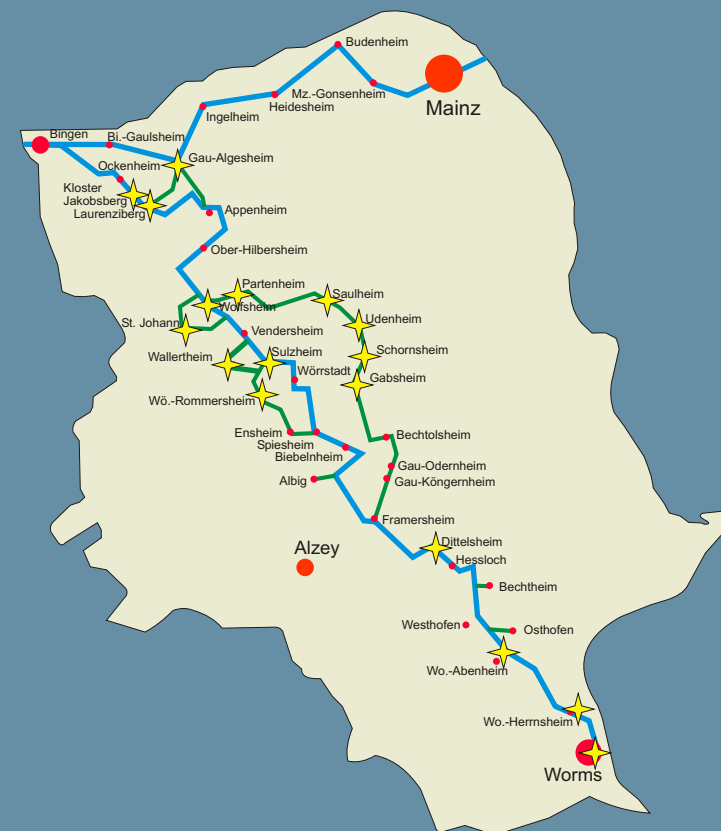 Budenheim
Mz.-Gonsenheim
Heidesheim
Mainz
Ingelheim
Bingen
Bi.-Gaulsheim
Gau-Algesheim
Ockenheim
Kloster
Jakobsberg
Laurenziberg
Appenheim
Ober-Hilbersheim
Partenheim
Saulheim
Wolfsheim
St. Johann
Udenheim
Vendersheim
Schornsheim
Sulzheim
Wallertheim
Wörrstadt
Gabsheim
Wö.-Rommersheim
Ensheim
Bechtolsheim
Spiesheim
Biebelnheim
Gau-Odernheim
Albig
Gau-Köngernheim
Framersheim
Dittelsheim
Alzey
Hessloch
Bechtheim
Westhofen
Osthofen
Wo.-Abenheim
Wo.-Herrnsheim
Worms